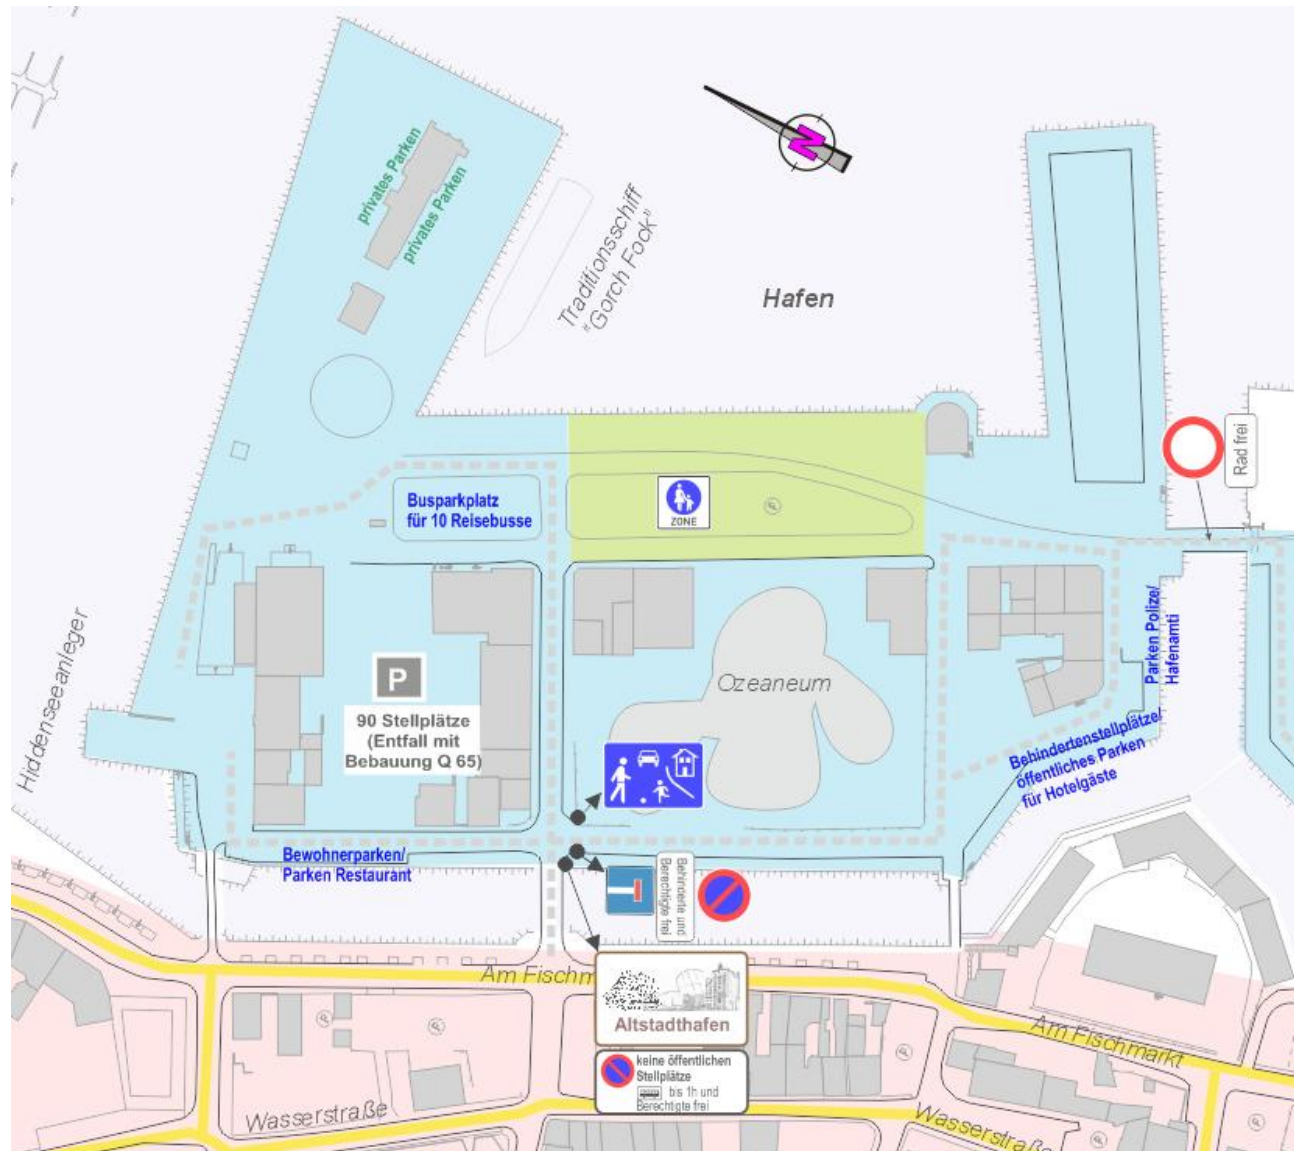 privates Parken
privates Parken
Traditionsschiff
"Gorch Fock"
N
Hafen
Rad frei
Busparkplatz
für 10 Reisebusse
ZONE
P
Hiddenseeanleger
P
90 Stellplätze
(Entfall mit
Bebauung Q 65)
Ozeaneum
Parken Polize/
Hafenamti
Behindertenstellplätze/
öffentliches Parken
für Hotelgäste
Bewohnerparken/
Parken Restaurant
Behinderte und
Berechtigte frei
Am Fischm
Altstadthafen
keine öffentlichen
Stellplätze
bis 1h und
Berechtigte frei
Am Fischmarkt
P
P
P
P
P
Wasserstraße
Wasserstraße